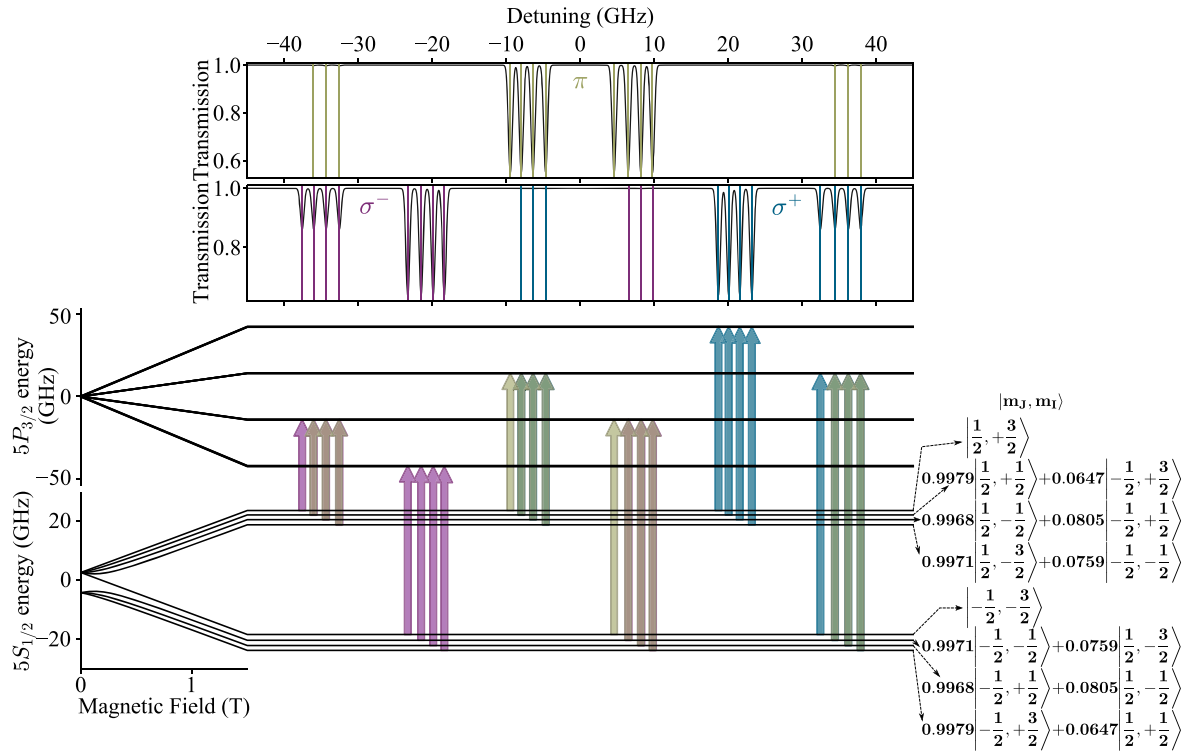 Detuning (GHz)
−40 −30 −20 −10 0 10 20 30 40
Transmission
1.0
0.8
0.6
π
Transmission
1.0
0.8
σ⁻
σ⁺
5P₃/₂ energy
(GHz)
50
0
−50
5S₁/₂ energy (GHz)
20
0
−20
0 1
Magnetic Field (T)
|m_J, m_I⟩
|1/2, +3/2⟩
0.9979|1/2, +1/2⟩+0.0647|−1/2, +3/2⟩
0.9968|1/2, −1/2⟩+0.0805|−1/2, +1/2⟩
0.9971|1/2, −3/2⟩+0.0759|−1/2, −1/2⟩
|−1/2, −3/2⟩
0.9971|−1/2, −1/2⟩+0.0759|1/2, −3/2⟩
0.9968|−1/2, +1/2⟩+0.0805|1/2, −1/2⟩
0.9979|−1/2, +3/2⟩+0.0647|1/2, +1/2⟩